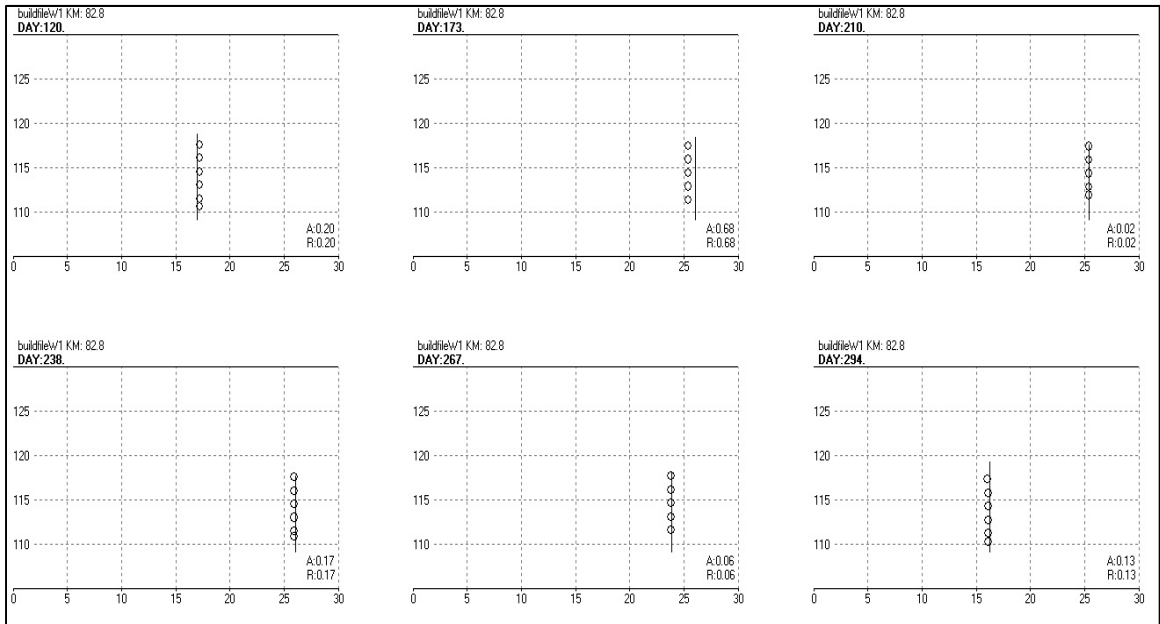 buildfileW1 KM: 82.8
DAY:120.
125
120
115
110
A:0.20
R:0.20
0 5 10 15 20 25 30
buildfileW1 KM: 82.8
DAY:173.
125
120
115
110
A:0.68
R:0.68
0 5 10 15 20 25 30
buildfileW1 KM: 82.8
DAY:210.
125
120
115
110
A:0.02
R:0.02
0 5 10 15 20 25 30
buildfileW1 KM: 82.8
DAY:238.
125
120
115
110
A:0.17
R:0.17
0 5 10 15 20 25 30
buildfileW1 KM: 82.8
DAY:267.
125
120
115
110
A:0.06
R:0.06
0 5 10 15 20 25 30
buildfileW1 KM: 82.8
DAY:294.
125
120
115
110
A:0.13
R:0.13
0 5 10 15 20 25 30